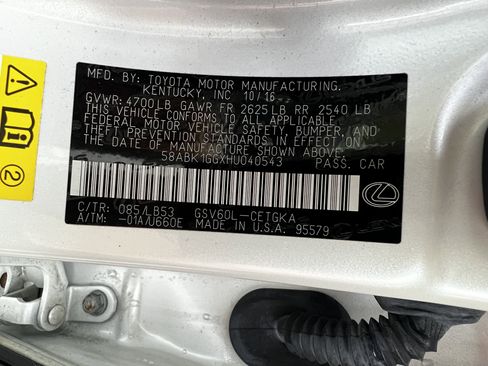 MFD. BY: TOYOTA MOTOR MANUFACTURING,
KENTUCKY, INC 10/16
GVWR: 4700LB GAWR FR 2625LB RR 2540 LB
THIS VEHICLE CONFORMS TO ALL APPLICABLE
FEDERAL MOTOR VEHICLE SAFETY, BUMPER, AND
THEFT PREVENTION STANDARDS IN EFFECT ON
THE DATE OF MANUFACTURE SHOWN ABOVE.
58ABK1GGXHU040543 PASS. CAR
C/TR: 085/LB53 GSV60L-CETGKA
A/TM: -01A/U660E MADE IN U.S.A. 95579
2